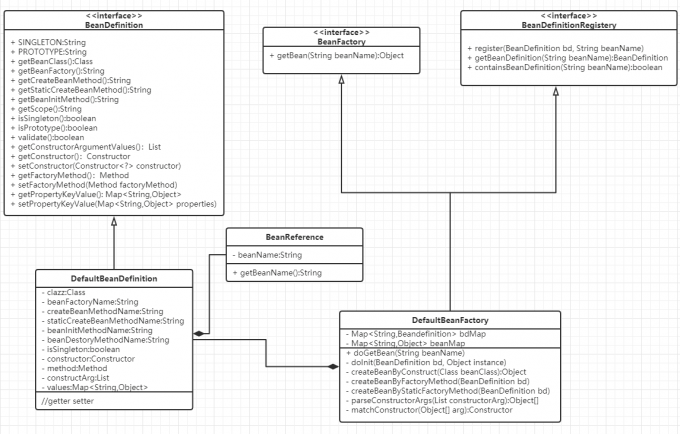 <<interface>>
BeanDefinition
+ SINGLETON:String
+ PROTOTYPE:String
+ getBeanClass():Class
+ getBeanFactory():String
+ getCreateBeanMethod():String
+ getStaticCreateBeanMethod():String
+ getBeanInitMethod():String
+ getScope():String
+ isSingleton():boolean
+ isPrototype():boolean
+ validate():boolean
+ getConstructorArgumentValues():  List
+ getConstructor():  Constructor
+ setConstructor(Constructor<?> constructor)
+ getFactoryMethod():  Method
+ setFactoryMethod(Method factoryMethod)
+ getPropertyKeyValue(): Map<String,Object>
+ setPropertyKeyValue(Map<String,Object> properties)
<<interface>>
BeanFactory
+ getBean(String beanName):Object
<<interface>>
BeanDefinitionRegistery
+ register(BeanDefinition bd, String beanName)
+ getBeanDefinition(String beanName):BeanDefinition
+ containsBeanDefinition(String beanName):boolean
BeanReference
- beanName:String
+ getBeanName():String
DefaultBeanDefinition
- clazz:Class
- beanFactoryName:String
- createBeanMethodName:String
- staticCreateBeanMethodName:String
- beanInitMethodName:String
- beanDestoryMethodName:String
- isSingleton:boolean
- constructor:Constructor
- method:Method
- constructArg:List
- values:Map<String,Object>
//getter setter
DefaultBeanFactory
- Map<String,Beandefinition> bdMap
- Map<String,Object> beanMap
+ doGetBean(String beanName)
- doInit(BeanDefinition bd, Object instance)
- createBeanByConstruct(Class beanClass):Object
- createBeanByFactoryMethod(BeanDefinition bd)
- createBeanByStaticFactoryMethod(BeanDefinition bd)
- parseConstructorArgs(List constructorArg):Object[]
- matchConstructor(Object[] arg):Constructor